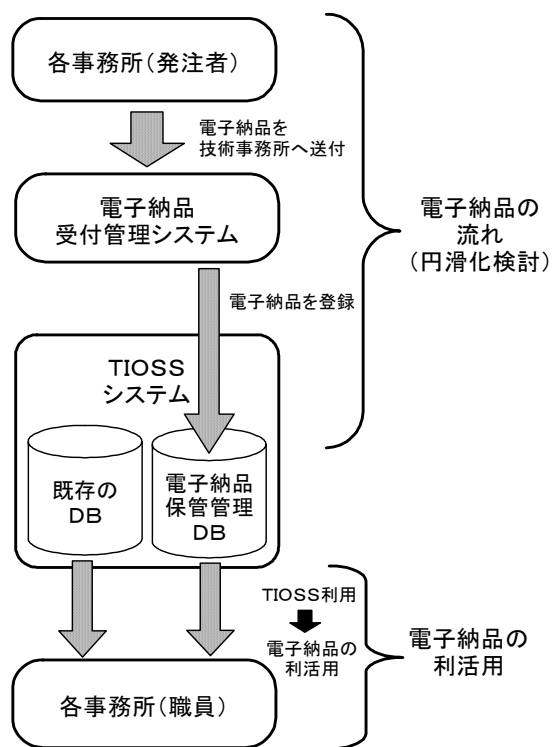 各事務所（発注者）
電子納品を
技術事務所へ送付
電子納品
受付管理システム
電子納品の
流れ
（円滑化検討）
電子納品を登録
ＴＩＯＳＳ
システム
既存の
ＤＢ
電子納品
保管管理
ＤＢ
ＴＩＯＳＳ利用
電子納品の
利活用
電子納品の
利活用
各事務所（職員）